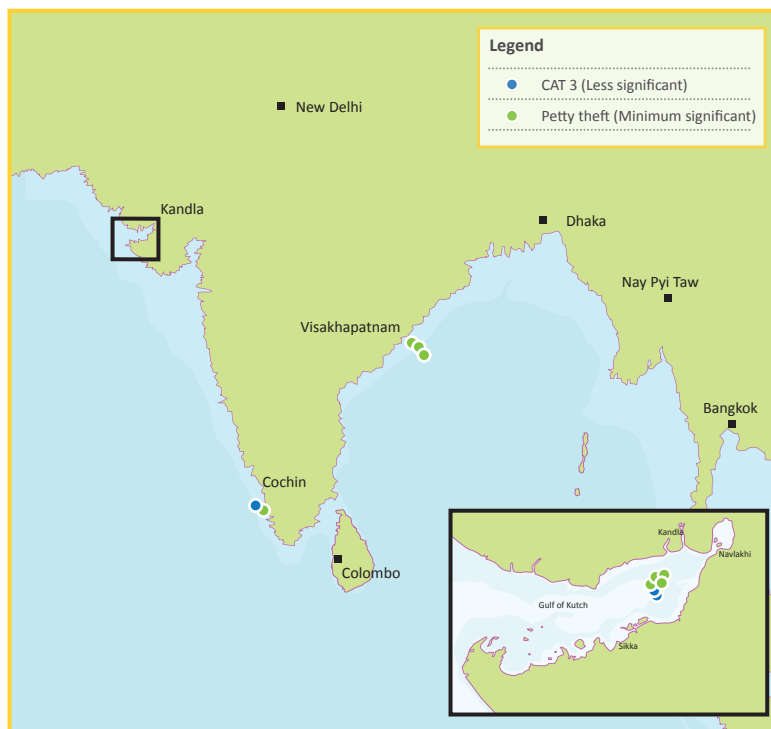 Legend
CAT 3 (Less significant)
Petty theft (Minimum significant)
New Delhi
Kandla
Dhaka
Nay Pyi Taw
Visakhapatnam
Bangkok
Cochin
Colombo
Kandla
Navlakhi
Gulf of Kutch
Sikka